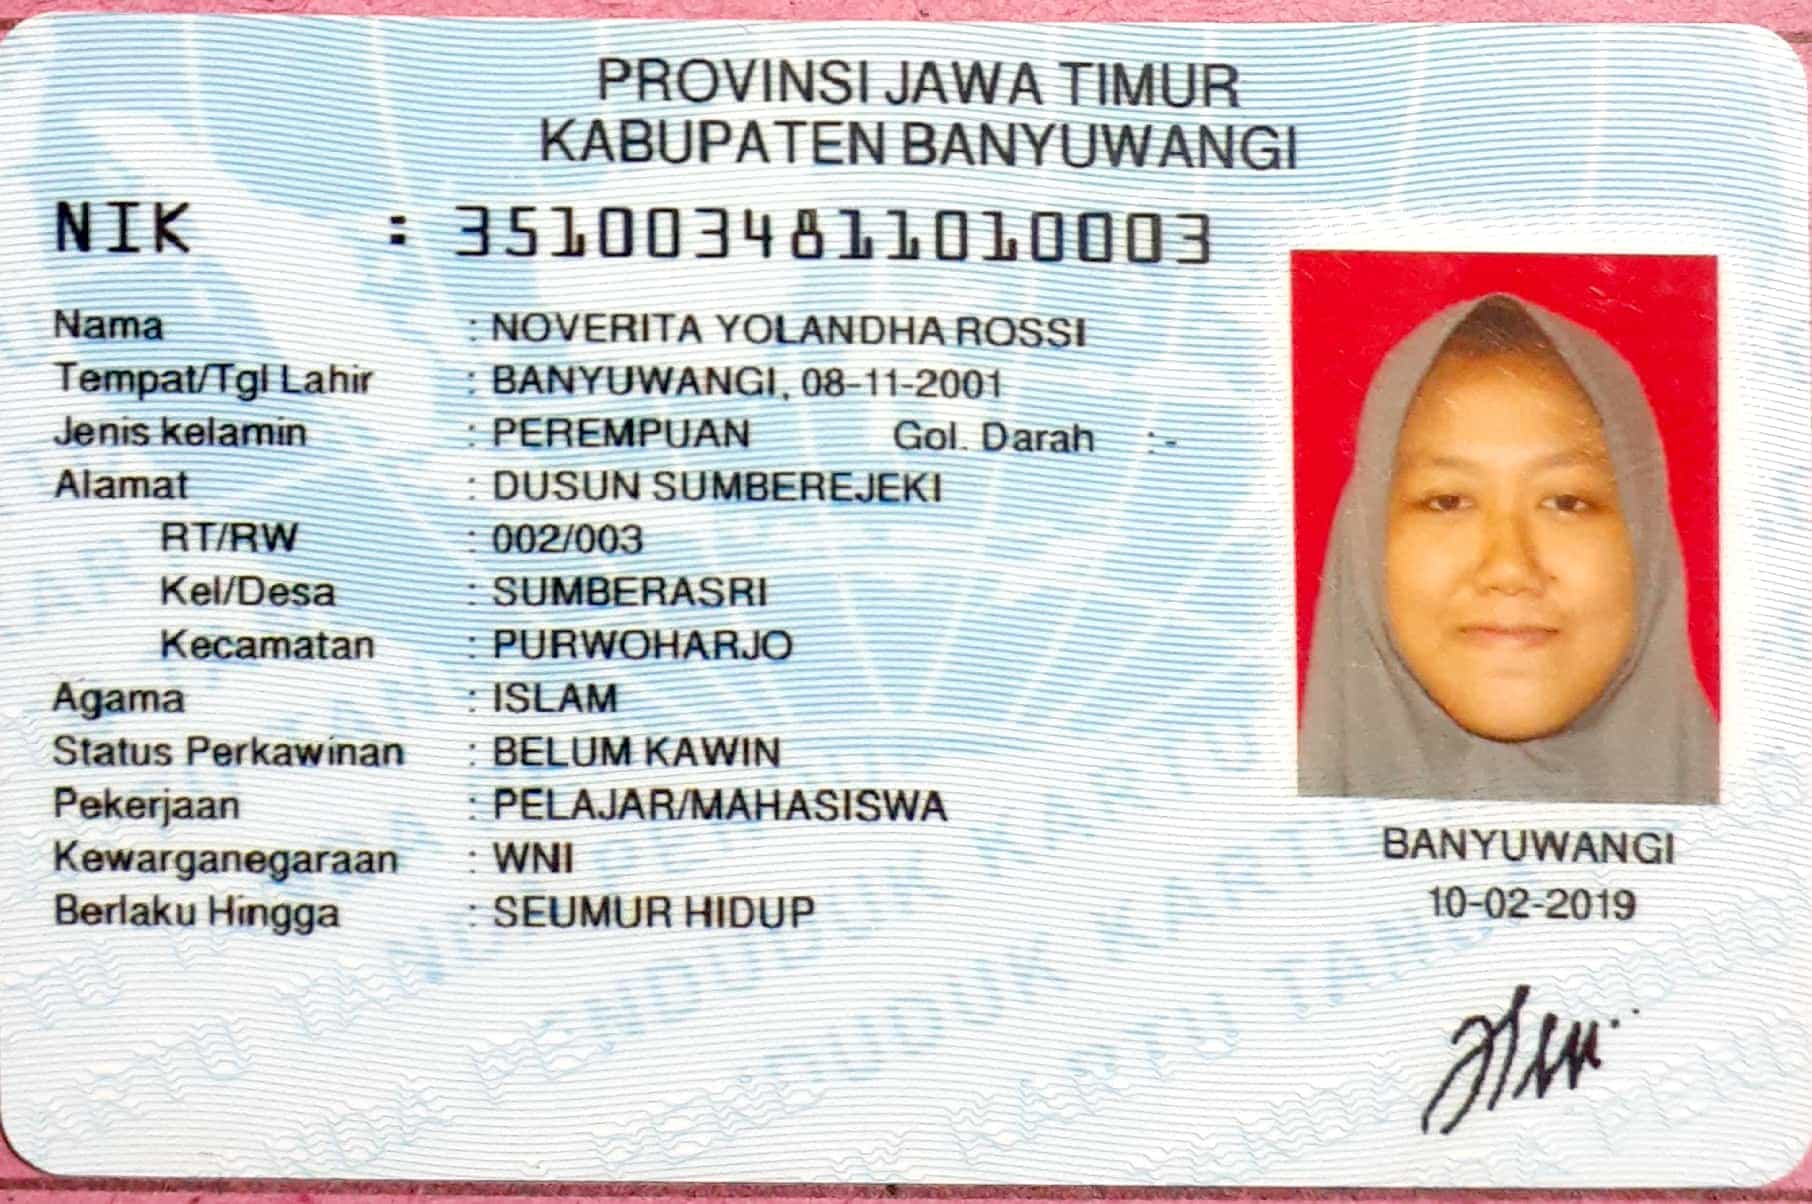 PROVINSI JAWA TIMUR
KABUPATEN BANYUWANGI
NIK : 3510034811010003
Nama : NOVERITA YOLANDHA ROSSI
Tempat/Tgl Lahir : BANYUWANGI, 08-11-2001
Jenis kelamin : PEREMPUAN Gol. Darah : -
Alamat : DUSUN SUMBEREJEKI
RT/RW : 002/003
Kel/Desa : SUMBERASRI
Kecamatan : PURWOHARJO
Agama : ISLAM
Status Perkawinan : BELUM KAWIN
Pekerjaan : PELAJAR/MAHASISWA
Kewarganegaraan : WNI
Berlaku Hingga : SEUMUR HIDUP
BANYUWANGI
10-02-2019